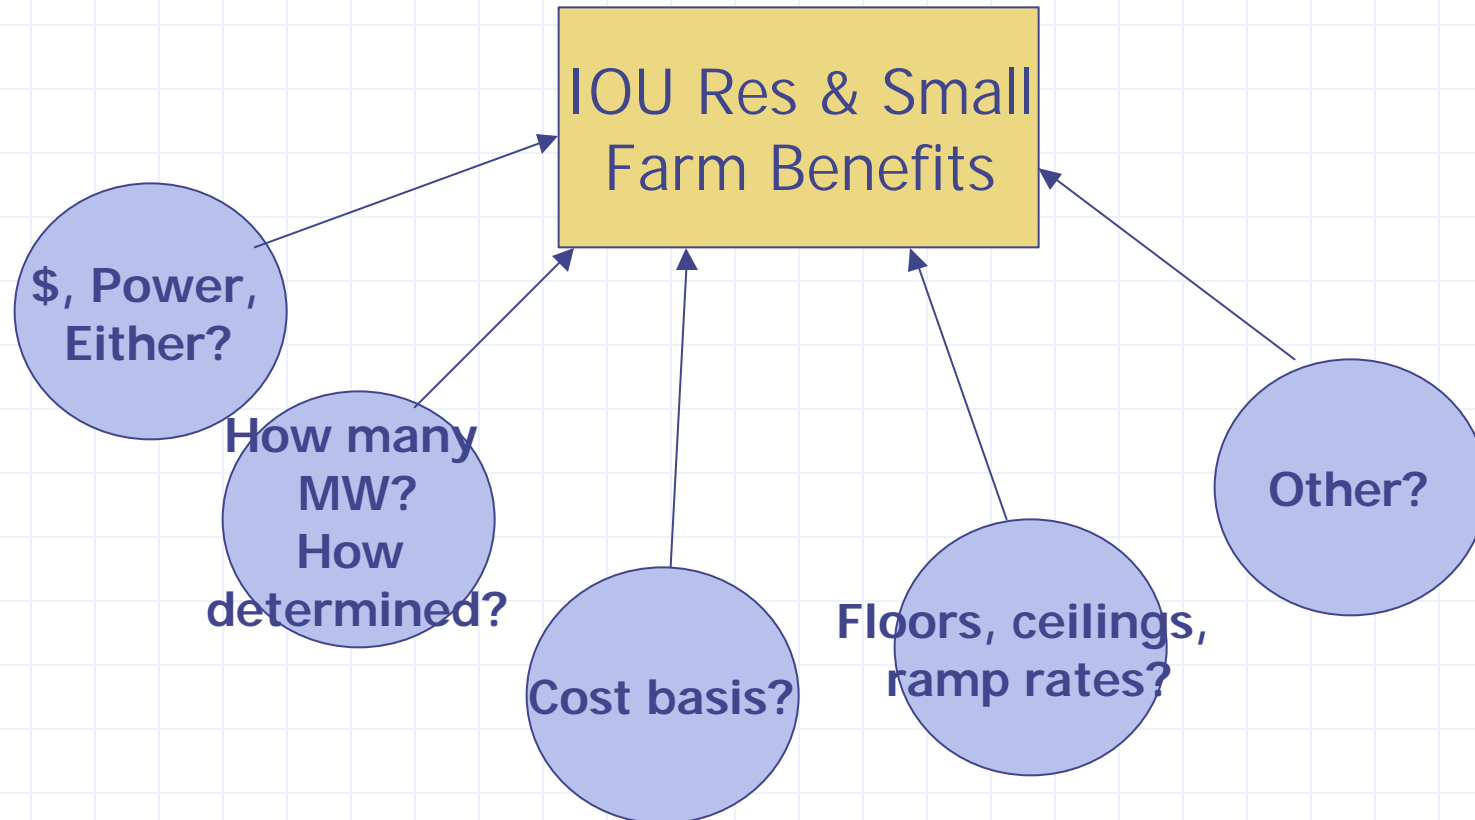 IOU Res & Small
Farm Benefits
$, Power,
Either?
How many
MW?
How
determined?
Cost basis?
Floors, ceilings,
ramp rates?
Other?